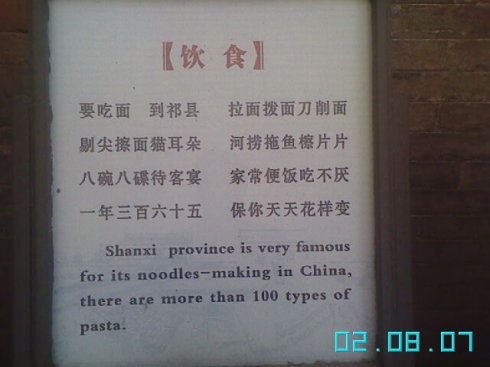 【饮食】
要吃面 到祁县 拉面拨面刀削面
剔尖擦面猫耳朵 河捞拖鱼檫片片
八碗八碟待客宴 家常便饭吃不厌
一年三百六十五 保你天天花样变
Shanxi province is very famous
for its noodles-making in China,
there are more than 100 types of
pasta.
02.08.07